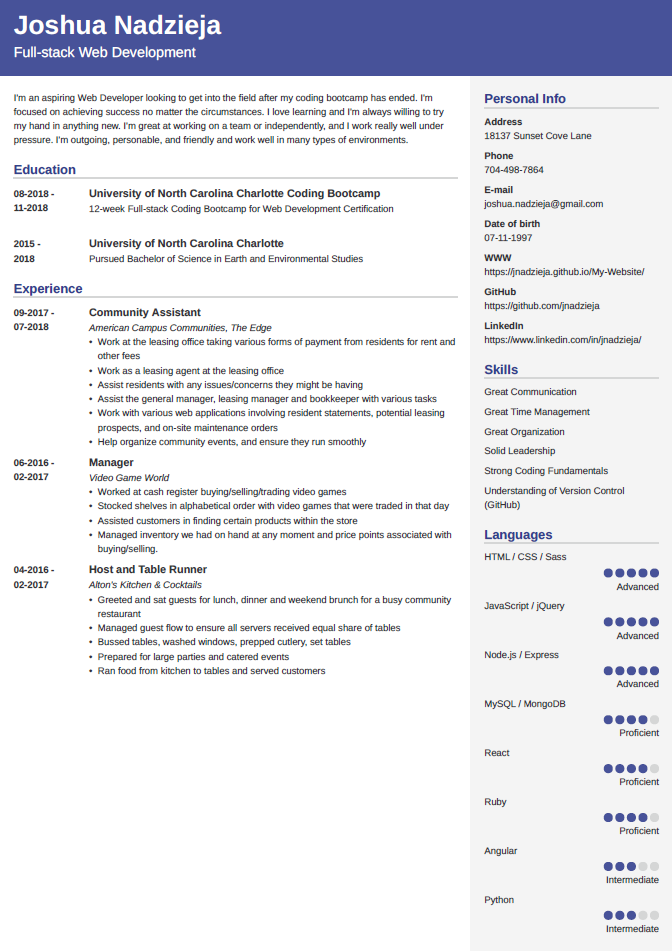 Joshua Nadzieja
Full-stack Web Development
I'm an aspiring Web Developer looking to get into the field after my coding bootcamp has ended. I'm
focused on achieving success no matter the circumstances. I love learning and I'm always willing to try
my hand in anything new. I'm great at working on a team or independently, and I work really well under
pressure. I'm outgoing, personable, and friendly and work well in many types of environments.
Education
08-2018 -
11-2018
University of North Carolina Charlotte Coding Bootcamp
12-week Full-stack Coding Bootcamp for Web Development Certification
2015 -
2018
University of North Carolina Charlotte
Pursued Bachelor of Science in Earth and Environmental Studies
Experience
09-2017 -
07-2018
Community Assistant
American Campus Communities, The Edge
• Work at the leasing office taking various forms of payment from residents for rent and
other fees
• Work as a leasing agent at the leasing office
• Assist residents with any issues/concerns they might be having
• Assist the general manager, leasing manager and bookkeeper with various tasks
• Work with various web applications involving resident statements, potential leasing
prospects, and on-site maintenance orders
• Help organize community events, and ensure they run smoothly
06-2016 -
02-2017
Manager
Video Game World
• Worked at cash register buying/selling/trading video games
• Stocked shelves in alphabetical order with video games that were traded in that day
• Assisted customers in finding certain products within the store
• Managed inventory we had on hand at any moment and price points associated with
buying/selling.
04-2016 -
02-2017
Host and Table Runner
Alton's Kitchen & Cocktails
• Greeted and sat guests for lunch, dinner and weekend brunch for a busy community
restaurant
• Managed guest flow to ensure all servers received equal share of tables
• Bussed tables, washed windows, prepped cutlery, set tables
• Prepared for large parties and catered events
• Ran food from kitchen to tables and served customers
Personal Info
Address
18137 Sunset Cove Lane
Phone
704-498-7864
E-mail
joshua.nadzieja@gmail.com
Date of birth
07-11-1997
WWW
https://jnadzieja.github.io/My-Website/
GitHub
https://github.com/jnadzieja
LinkedIn
https://www.linkedin.com/in/jnadzieja/
Skills
Great Communication
Great Time Management
Great Organization
Solid Leadership
Strong Coding Fundamentals
Understanding of Version Control
(GitHub)
Languages
HTML / CSS / Sass
Advanced
JavaScript / jQuery
Advanced
Node.js / Express
Advanced
MySQL / MongoDB
Proficient
React
Proficient
Ruby
Proficient
Angular
Intermediate
Python
Intermediate